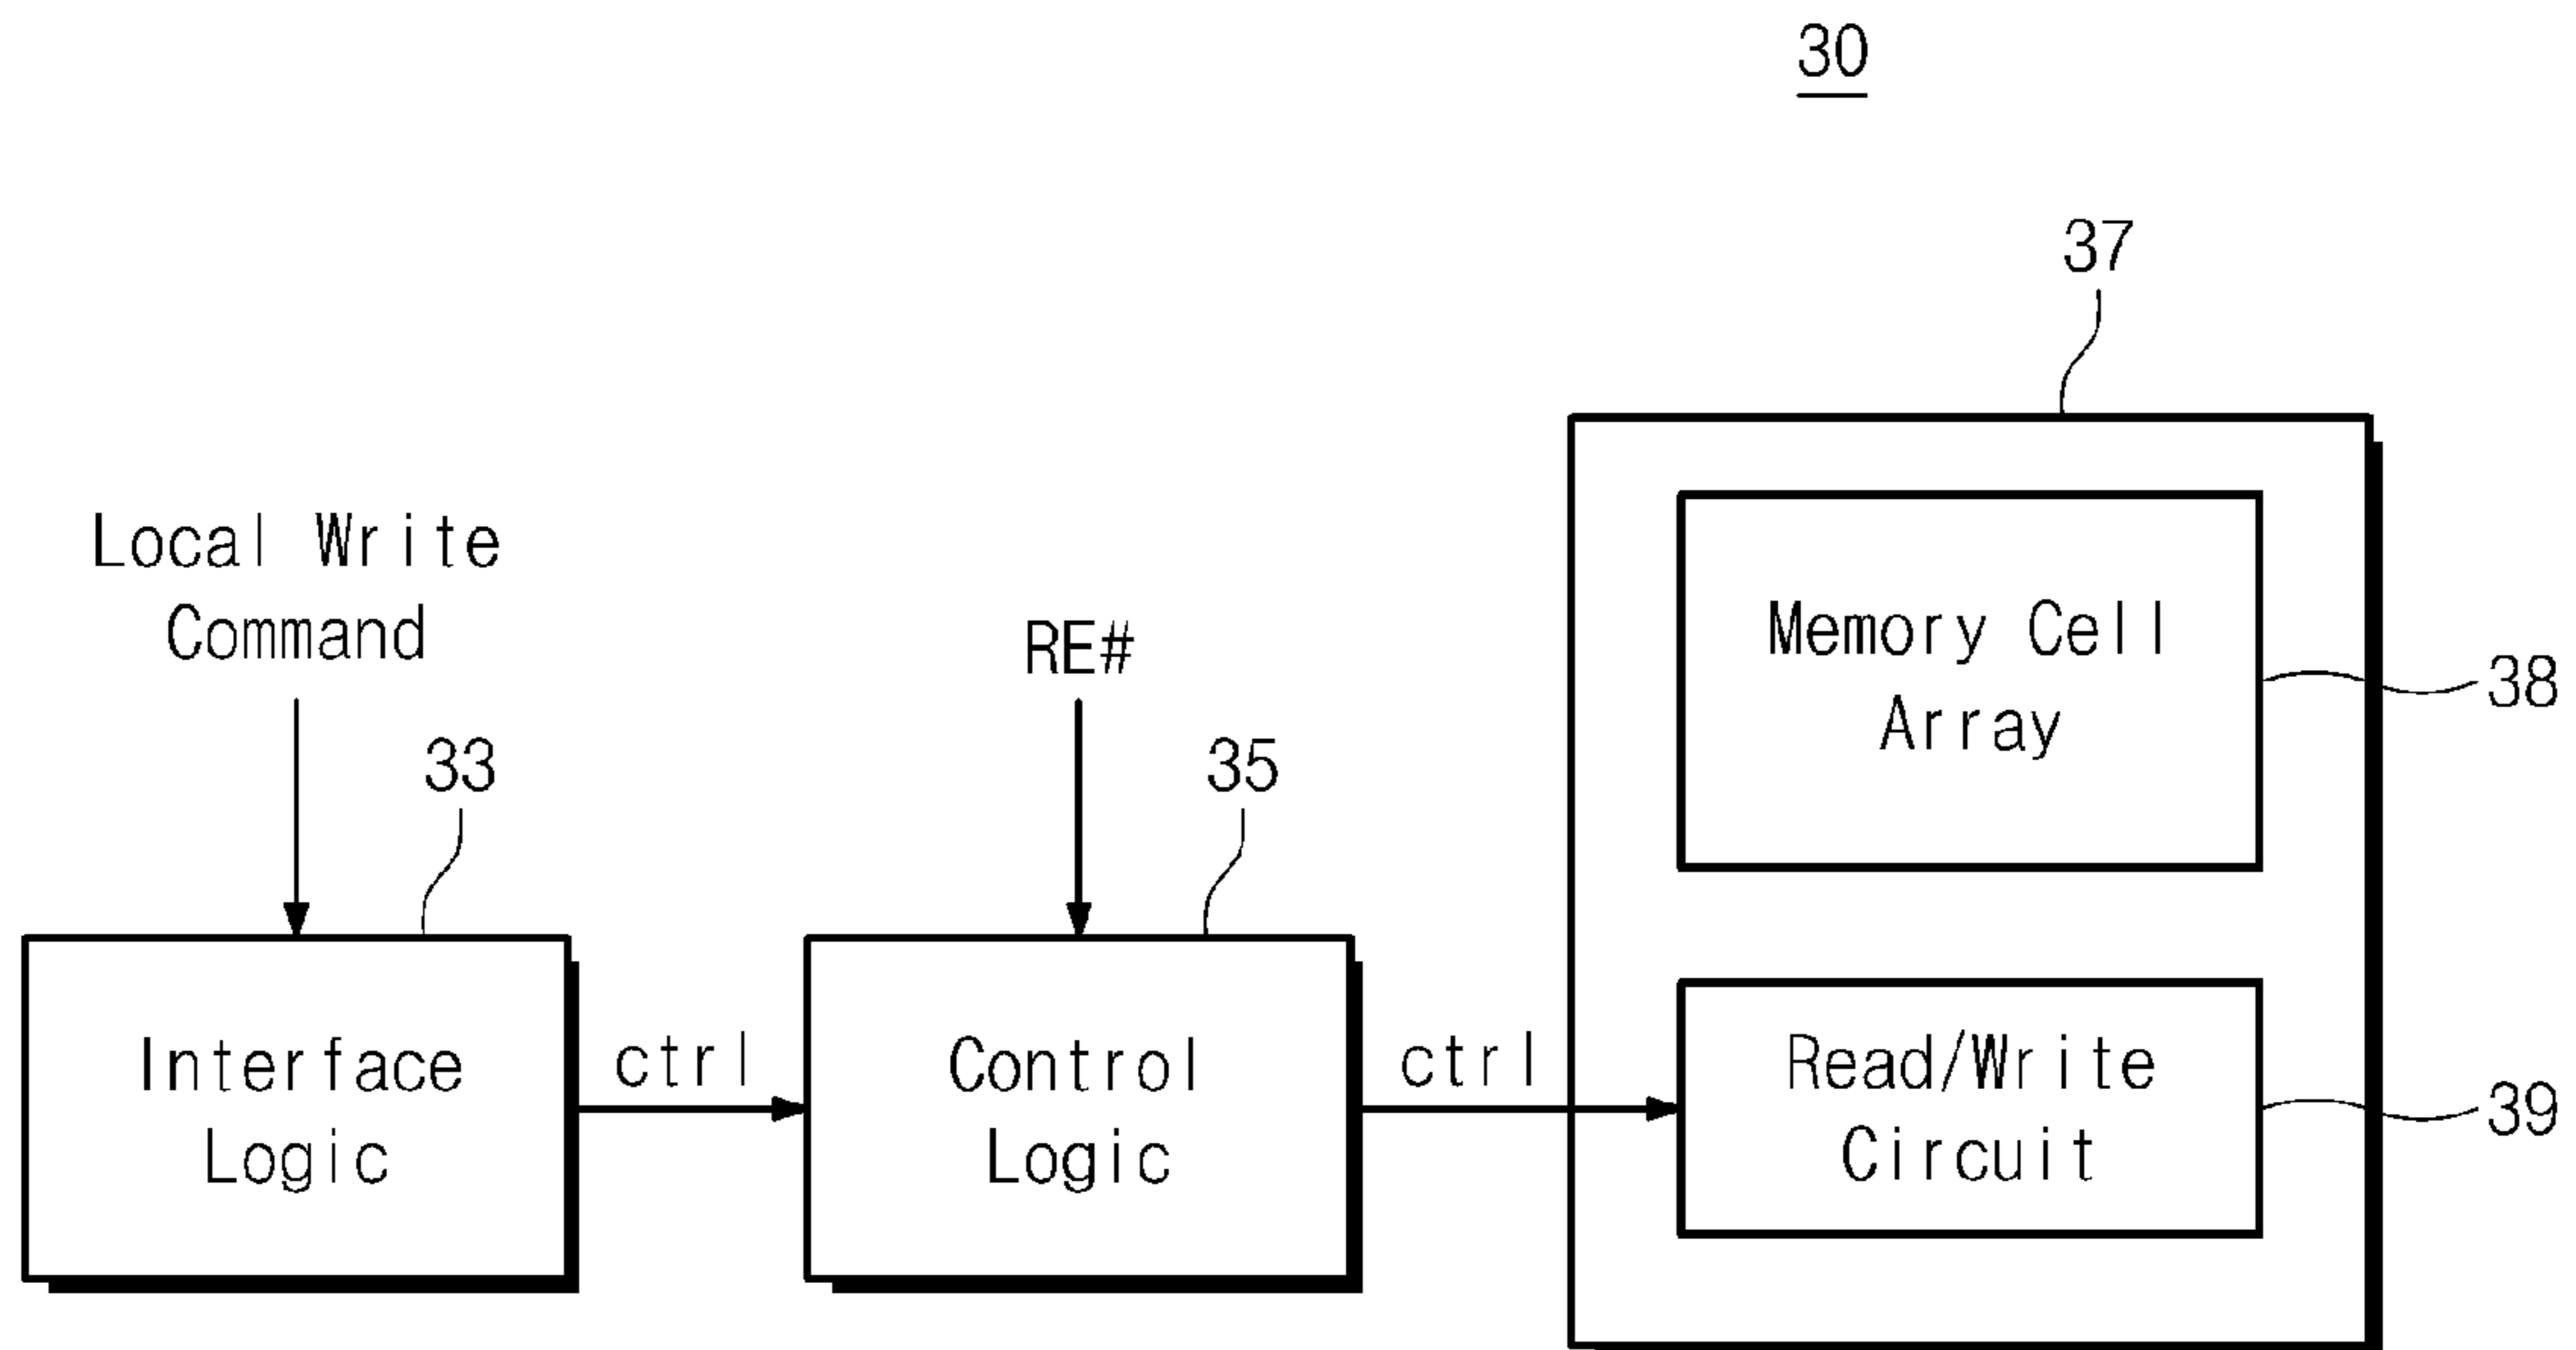 30
37
Local Write
Command
RE#
33
35
Memory Cell
Array
38
Interface
Logic
ctrl
Control
Logic
ctrl
Read/Write
Circuit
39